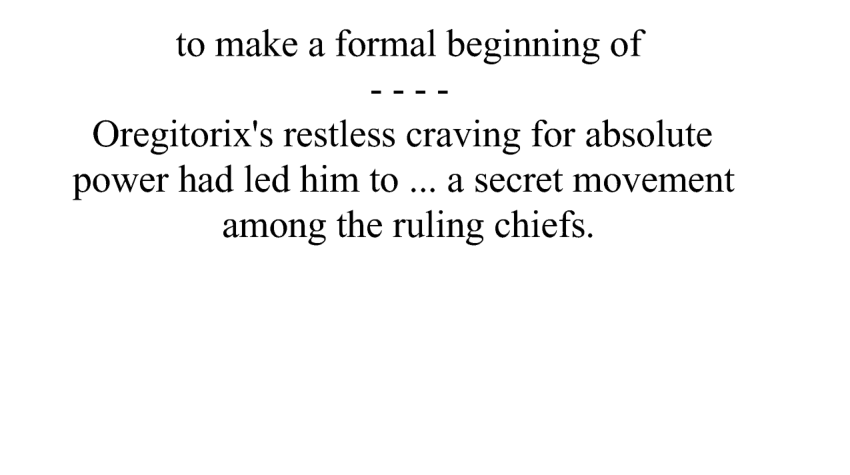 to make a formal beginning of
- - - -
Oregitorix's restless craving for absolute
power had led him to ... a secret movement
among the ruling chiefs.